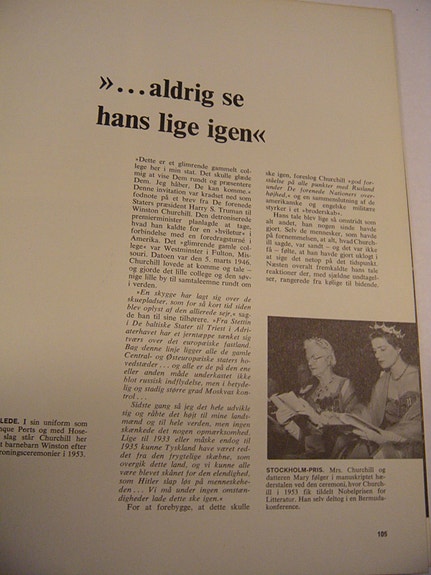 »...aldrig se
hans lige igen«
»Dette er et glimrende gammelt col-
lege her i min stat. Det skulle glæde
mig at vise Dem rundt og præsentere
Dem. Jeg håber, De kan komme.«
Denne invitation var kradset ned som
fodnote på et brev fra De forenede
Staters præsident Harry S. Truman til
Winston Churchill. Den detroniserede
premierminister planlagde at tage,
hvad han kaldte for en »hviletur« i
forbindelse med en foredragsturné i
Amerika. Det »glimrende gamle col-
lege« var Westminster i Fulton, Mis-
souri. Datoen var den 5. marts 1946.
Churchill lovede at komme og tale –
og gjorde det lille college og den søv-
nige lille by til samtaleemne rundt om
i verden.
»En skygge har lagt sig over de
skuepladser, som for så kort tid siden
blev oplyst af den allierede sejr,« sag-
de han til sine tilhørere. »Fra Stettin
i De baltiske Stater til Triest i Adri-
aterhavet har et jerntæppe sænket sig
tværs over det europæiske fastland.
Bag denne linje ligger alle de gamle
Central- og Østeuropæiske staters ho-
vedstæder ... og alle er de på den ene
eller anden måde underkastet ikke
blot russisk indflydelse, men i betyde-
lig og stadig større grad Moskvas kon-
trol ...
Sidste gang så jeg det hele udvikle
sig og råbte det højt til mine lands-
mænd og til hele verden, men ingen
skænkede det nogen opmærksomhed.
Lige til 1933 eller måske endog til
1935 kunne Tyskland have været red-
det fra den frygtelige skæbne, som
overgik dette land, og vi kunne alle
være blevet skånet for den elendighed,
som Hitler slap løs på menneskehe-
den ... Vi må under ingen omstæn-
digheder lade dette ske igen.«
For at forebygge, at dette skulle
ske igen, foreslog Churchill »god for-
ståelse på alle punkter med Rusland
under De forenede Nationers over-
højhed,« og en sammenslutning af de
amerikanske og engelske militære
styrker i et »broderskab«.
Hans tale blev lige så omstridt som
alt andet, han nogen sinde havde
gjort. Selv de mennesker, som havde
på fornemmelsen, at alt, hvad Church-
ill sagde, var sandt – og det var ikke
få – følte, at han havde gjort uklogt i
at sige det netop på det tidspunkt.
Næsten overalt fremkaldte hans tale
reaktioner der, med sjældne undtagel-
ser, rangerede fra kølige til bidende.
LEDE. I sin uniform som
nque Perts og med Hose-
slag står Churchill her
t barnebarn Winston efter
roningsceremonier i 1953.
STOCKHOLM-PRIS. Mrs. Churchill og
datteren Mary følger i manuskriptet hæ-
derstalen ved den ceremoni, hvor Church-
ill i 1953 fik tildelt Nobelprisen for
Litteratur. Han selv deltog i en Bermuda-
konference.
105